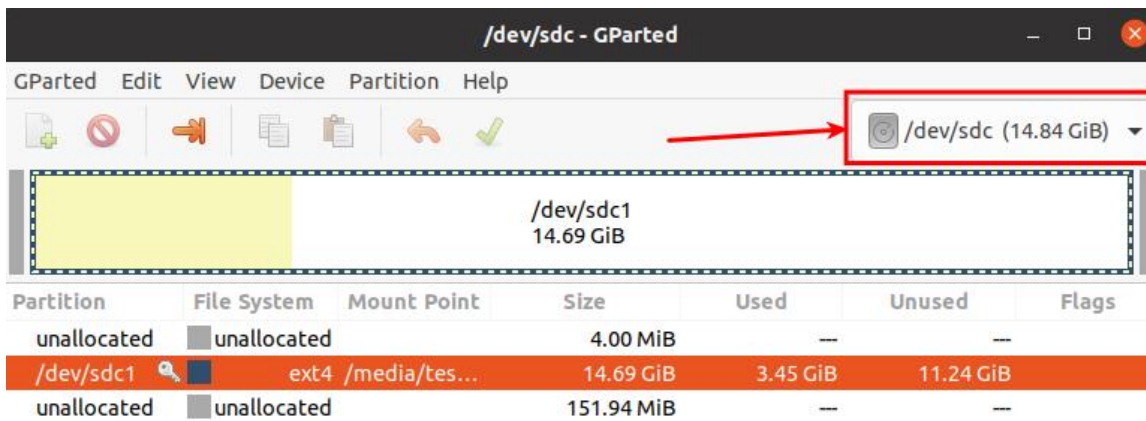 /dev/sdc - GParted
GParted Edit View Device Partition Help
/dev/sdc (14.84 GiB)
/dev/sdc1
14.69 GiB
Partition File System Mount Point Size Used Unused Flags
unallocated unallocated 4.00 MiB --- ---
/dev/sdc1 ext4 /media/tes... 14.69 GiB 3.45 GiB 11.24 GiB
unallocated unallocated 151.94 MiB --- ---